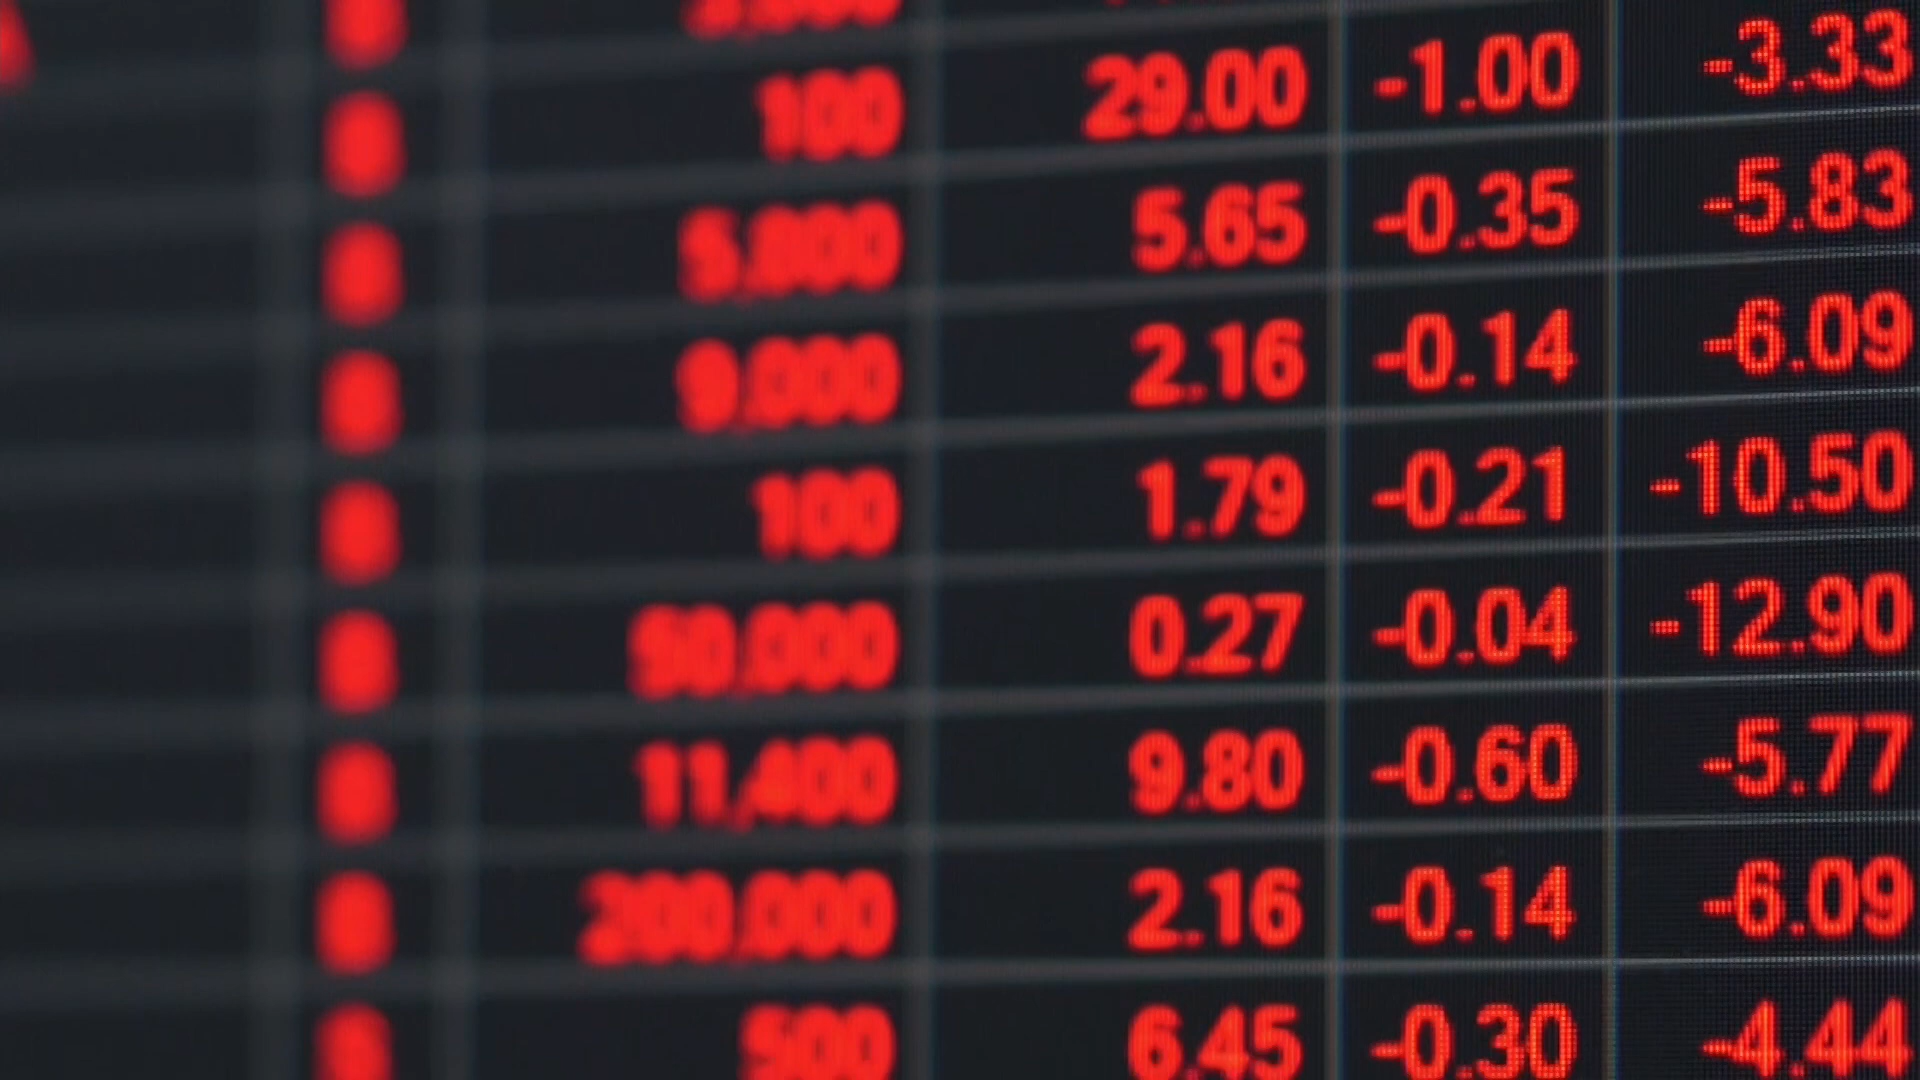 100 29.00 -1.00 -3.33
5,800 5.65 -0.35 -5.83
9,000 2.16 -0.14 -6.09
100 1.79 -0.21 -10.50
0.27 -0.04 -12.90
11,400 9.80 -0.60 -5.77
200,000 2.16 -0.14 -6.09
500 6.45 -0.30 -4.44